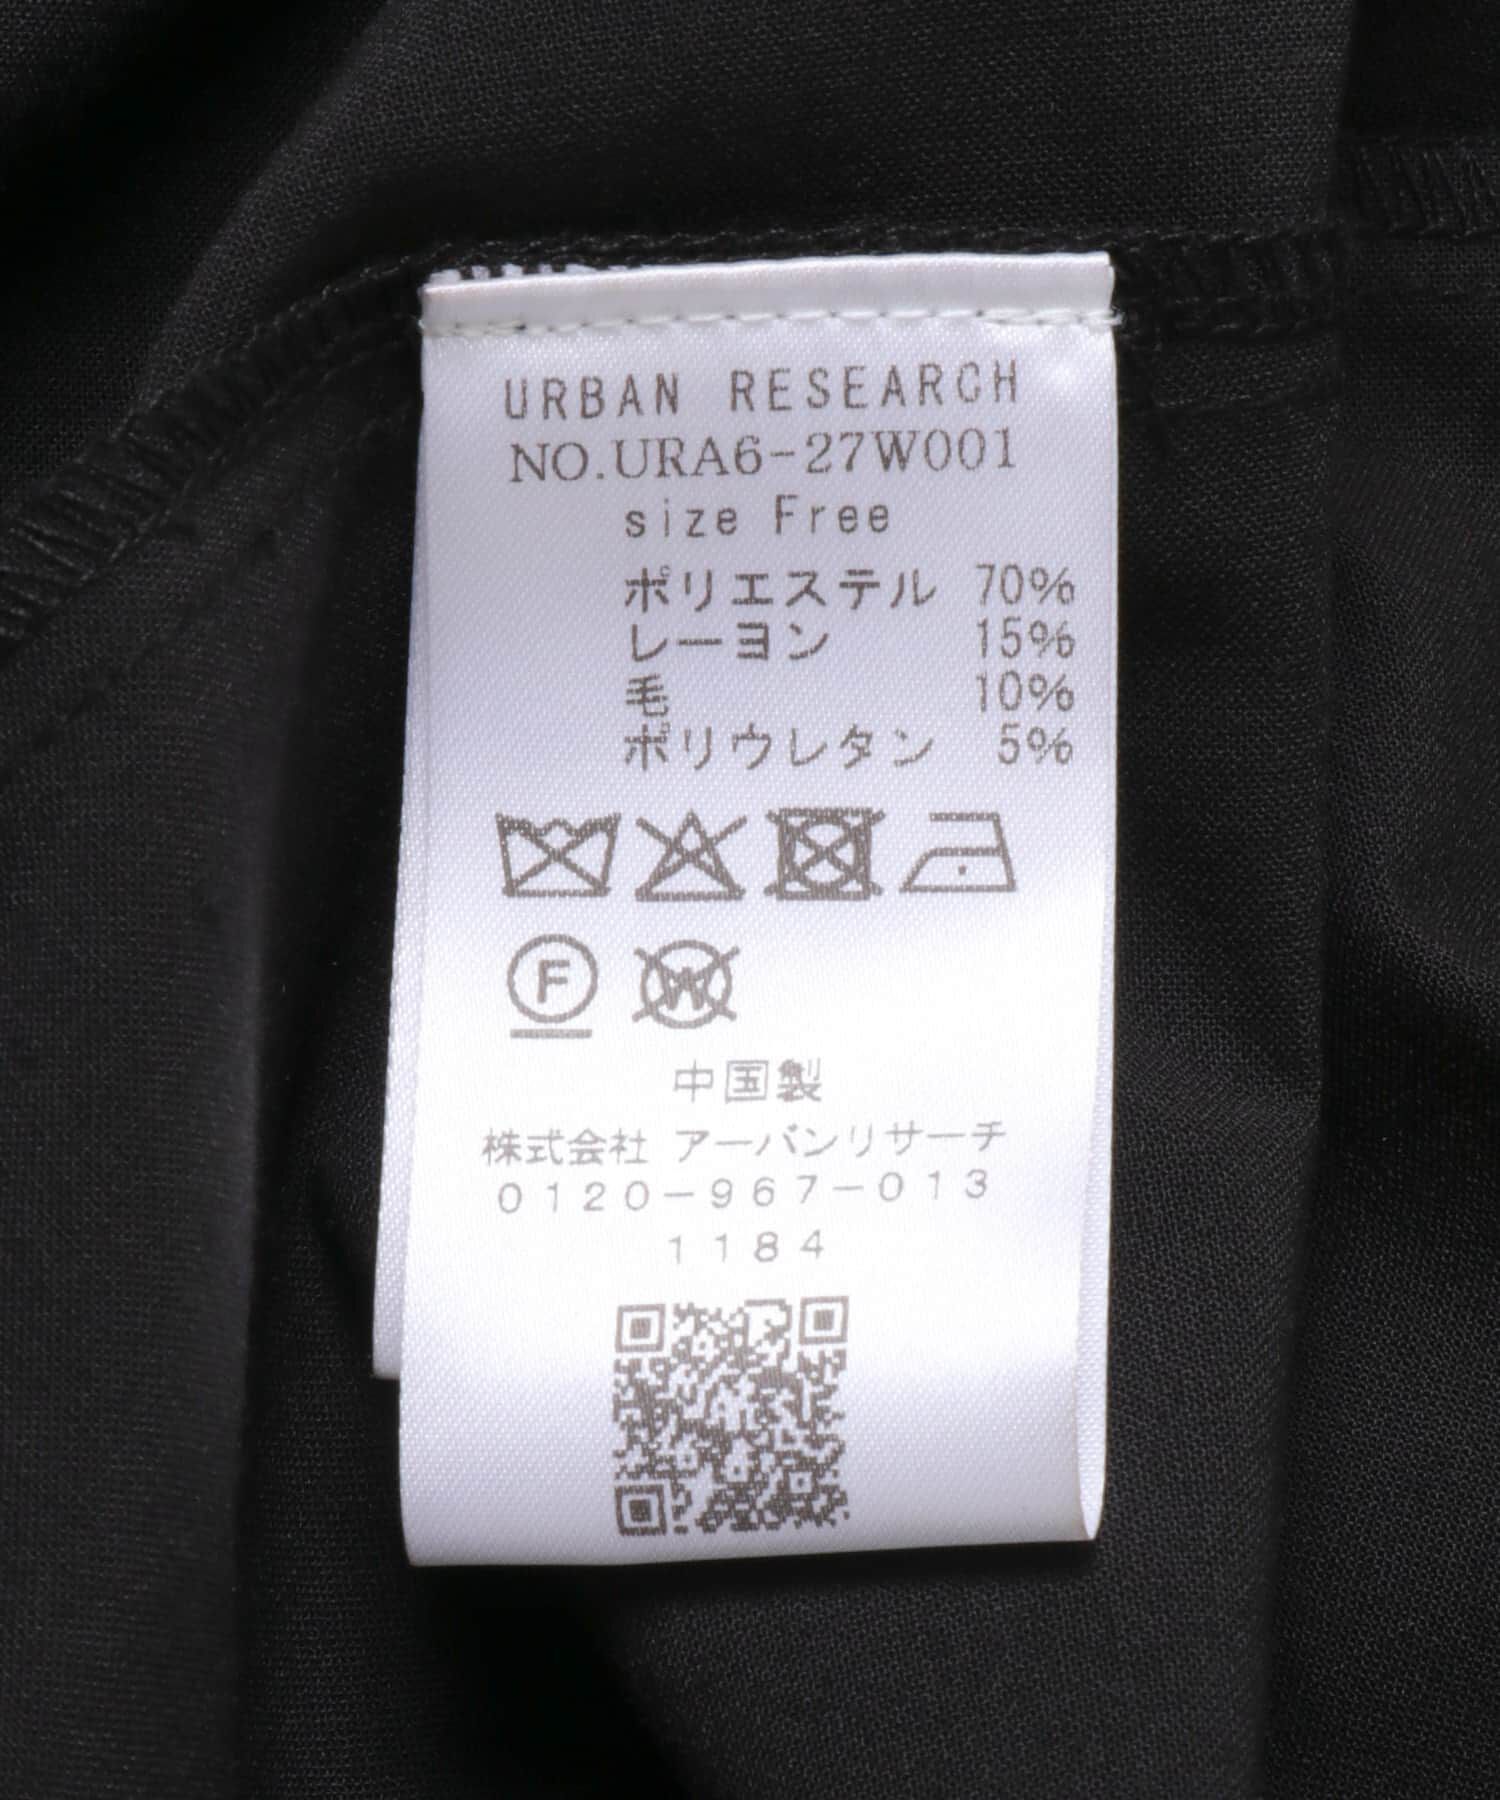 URBAN RESEARCH
NO.URA6-27W001
size Free
ポリエステル 70%
レーヨン 15%
毛 10%
ポリウレタン 5%
F W
中国製
株式会社 アーバンリサーチ
0120-967-013
1184